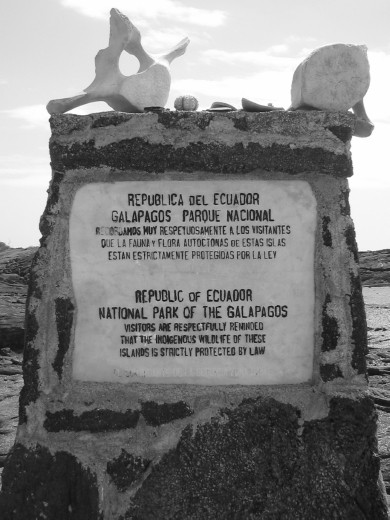 REPUBLICA DEL ECUADOR
GALAPAGOS PARQUE NACIONAL
RECORDAMOS MUY RESPETUOSAMENTE A LOS VISITANTES
QUE LA FAUNA Y FLORA AUTOCTONAS DE ESTAS ISLAS
ESTAN ESTRICTAMENTE PROTEGIDAS POR LA LEY
REPUBLIC OF ECUADOR
NATIONAL PARK OF THE GALAPAGOS
VISITORS ARE RESPECTFULLY REMINDED
THAT THE INDIGENOUS WILDLIFE OF THESE
ISLANDS IS STRICTLY PROTECTED BY LAW